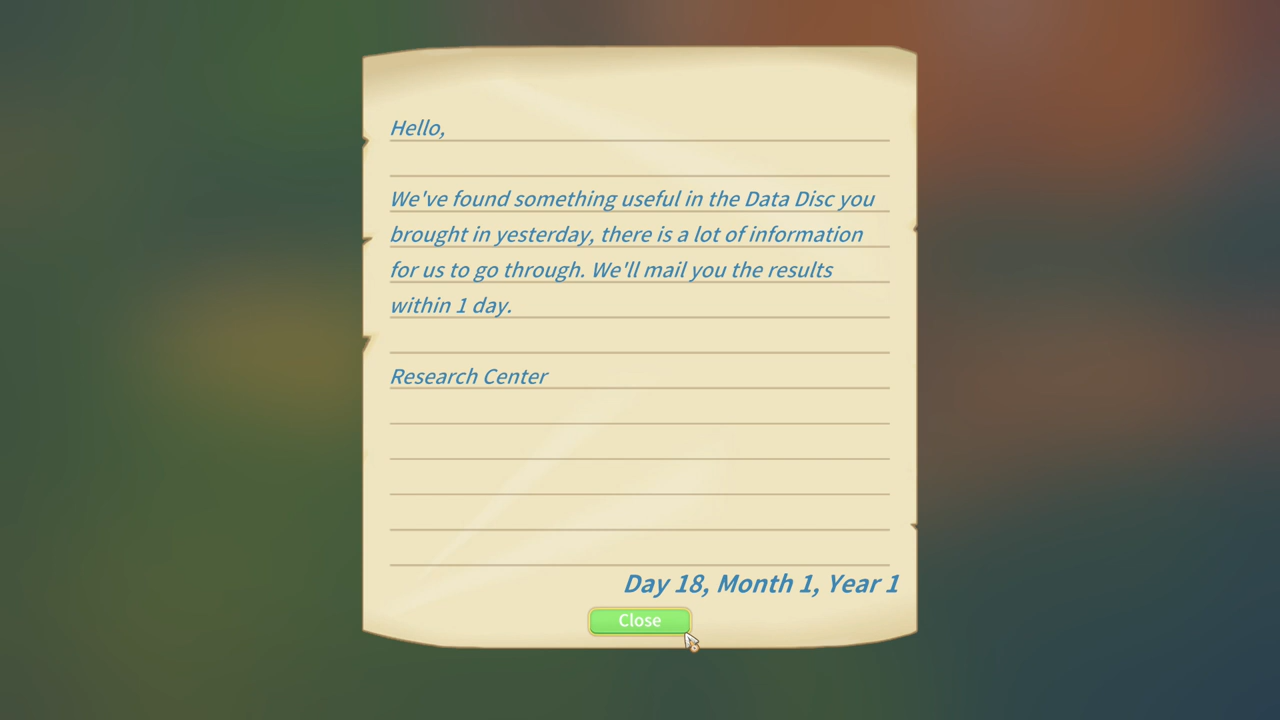 Hello,
We've found something useful in the Data Disc you
brought in yesterday, there is a lot of information
for us to go through. We'll mail you the results
within 1 day.
Research Center
Day 18, Month 1, Year 1
Close